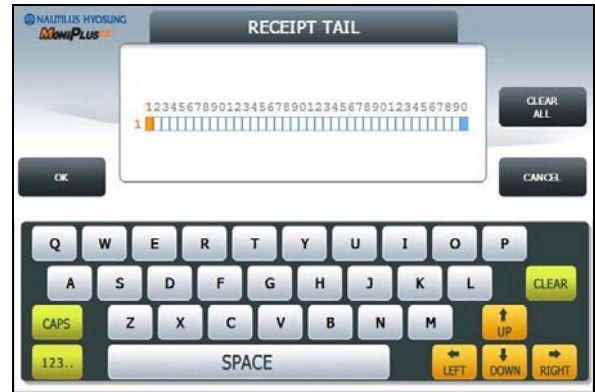 NAUTILUS HYOSUNG
MoniPlus
RECEIPT TAIL
1234567890123456789012345678901234567890
1
CLEAR ALL
OK
CANCEL
Q W E R T Y U I O P
A S D F G H J K L CLEAR
CAPS Z X C V B N M UP
123.. SPACE LEFT DOWN RIGHT